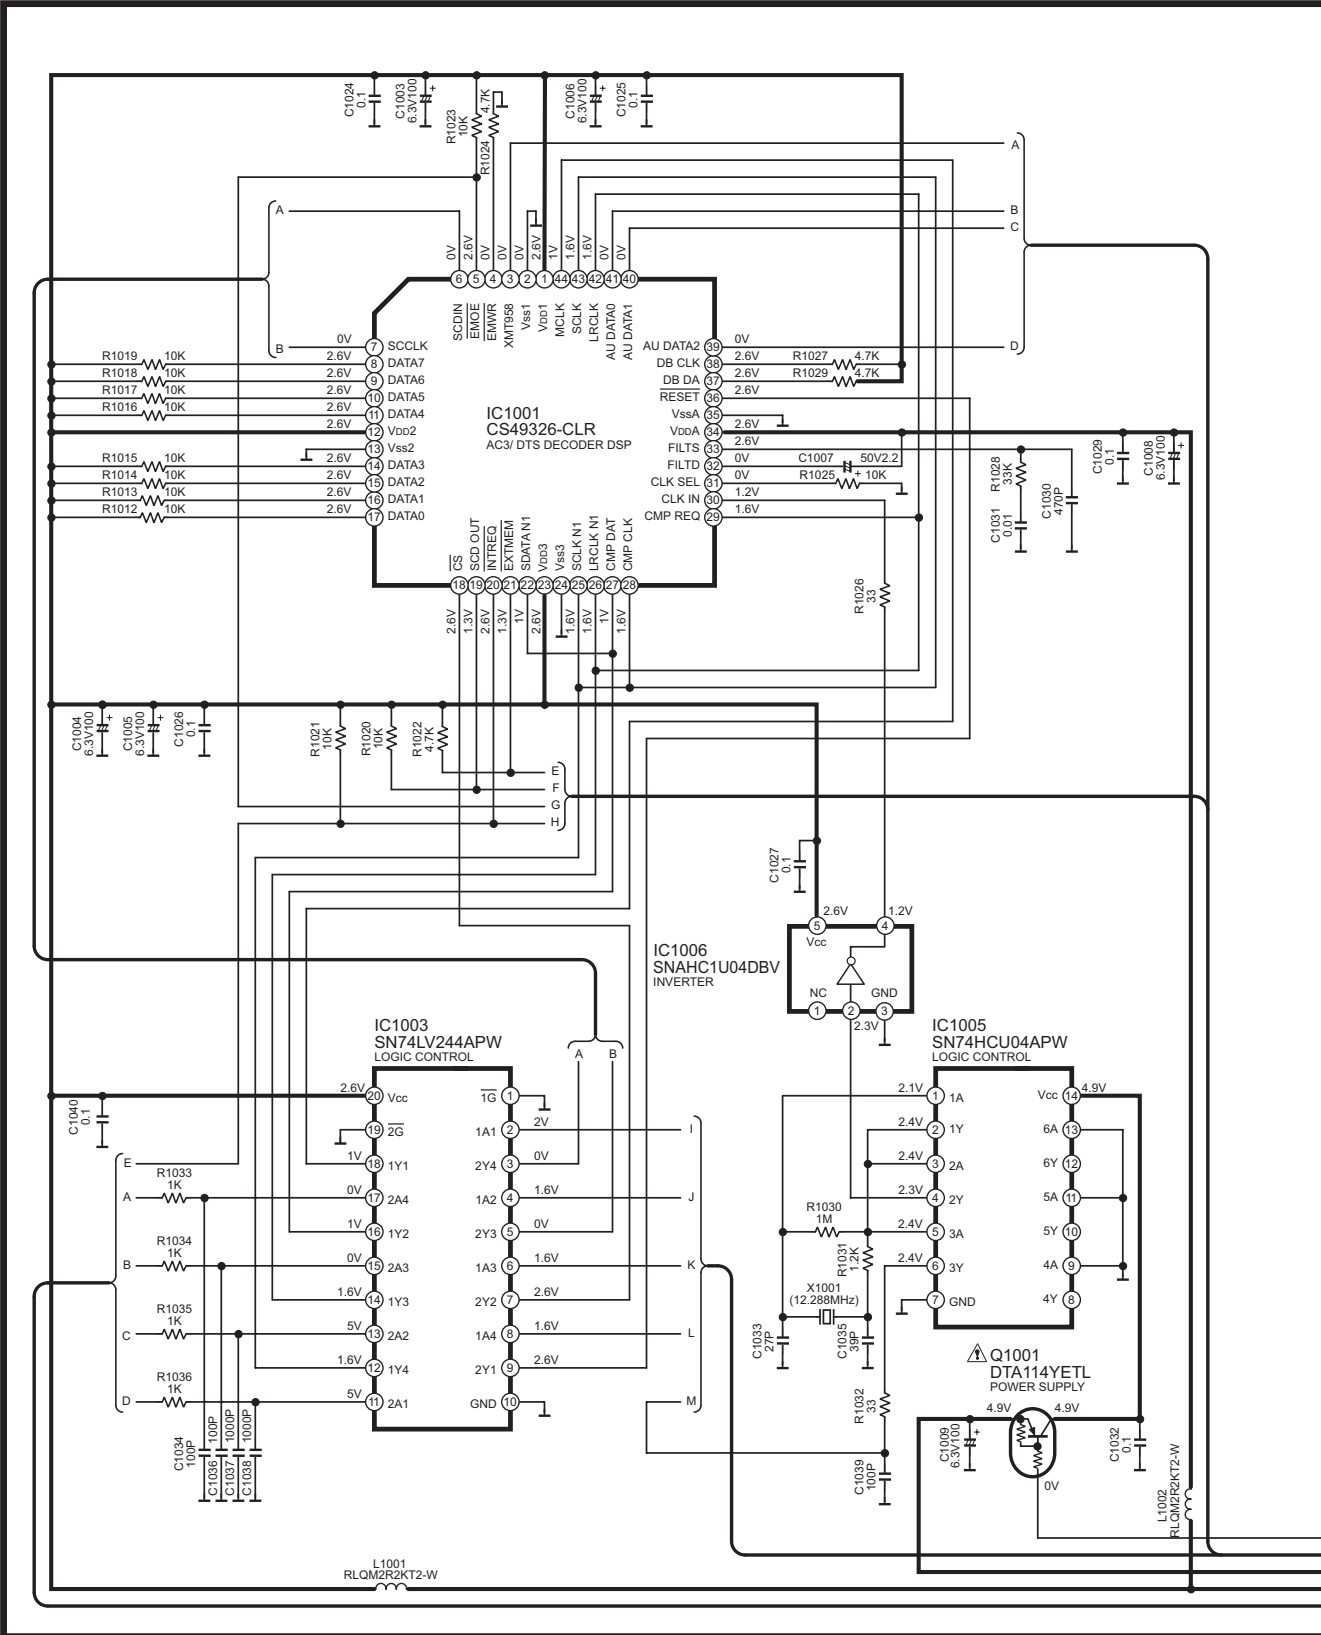 C1024
0.1
C1003
6.3V100
+
R1023
10K
4.7K
R1024
C1006
6.3V100
+
C1025
0.1
A
B
C
D
A
B
0V
2.6V
0V
0V
0V
2.6V
1V
1.6V
1.6V
0V
0V
6 5 4 3 2 1 44 43 42 41 40
SCDIN
EMOE
EMWR
XMT958
Vss1
VDD1
MCLK
SCLK
LRCLK
AU DATA0
AU DATA1
0V 7 SCCLK
R1019 10K 2.6V 8 DATA7
R1018 10K 2.6V 9 DATA6
R1017 10K 2.6V 10 DATA5
R1016 10K 2.6V 11 DATA4
2.6V 12 VDD2
13 Vss2
R1015 10K 2.6V 14 DATA3
R1014 10K 2.6V 15 DATA2
R1013 10K 2.6V 16 DATA1
R1012 10K 2.6V 17 DATA0
IC1001
CS49326-CLR
AC3/ DTS DECODER DSP
AU DATA2 39 0V
DB CLK 38 2.6V R1027 4.7K
DB DA 37 2.6V R1029 4.7K
RESET 36 2.6V
VssA 35
VDDA 34 2.6V
FILTS 33 2.6V
FILTD 32 0V C1007 50V2.2
+
CLK SEL 31 0V R1025 10K
CLK IN 30 1.2V
CMP REQ 29 1.6V
R1028
33K
C1031
0.01
C1030
470P
C1029
0.1
C1008
6.3V100
+
CS
SCD OUT
INTREQ
EXTMEM
SDATA N1
VDD3
Vss3
SCLK N1
LRCLK N1
CMP DAT
CMP CLK
18 19 20 21 22 23 24 25 26 27 28
2.6V
1.3V
2.6V
1.3V
1V
2.6V
1.6V
1.6V
1V
1.6V
R1026
33
C1004
6.3V100
+
C1005
6.3V100
+
C1026
0.1
R1021
10K
R1020
10K
R1022
4.7K
E
F
G
H
C1027
0.1
2.6V 1.2V
5 4
Vcc
IC1006
SNAHC1U04DBV
INVERTER
NC GND
1 2 3
2.3V
IC1003
SN74LV244APW
LOGIC CONTROL
A B
C1040
0.1
2.6V 20 Vcc 1G 1
19 2G 1A1 2 2V I
1V 18 1Y1 2Y4 3 0V
0V 17 2A4 1A2 4 1.6V J
1V 16 1Y2 2Y3 5 0V
0V 15 2A3 1A3 6 1.6V K
1.6V 14 1Y3 2Y2 7 2.6V
5V 13 2A2 1A4 8 1.6V L
1.6V 12 1Y4 2Y1 9 2.6V
5V 11 2A1 GND 10 M
E
A R1033
1K
B R1034
1K
C R1035
1K
D R1036
1K
C1034
100P
C1036
100P
C1037
1000P
C1038
1000P
IC1005
SN74HCU04APW
LOGIC CONTROL
2.1V 1 1A Vcc 14 4.9V
2.4V 2 1Y 6A 13
2.4V 3 2A 6Y 12
2.3V 4 2Y 5A 11
2.4V 5 3A 5Y 10
2.4V 6 3Y 4A 9
7 GND 4Y 8
R1030
1M
R1031
1.2K
X1001
(12.288MHz)
C1033
27P
C1035
39P
R1032
33
C1039
100P
Q1001
DTA114YETL
POWER SUPPLY
4.9V 4.9V
C1009
6.3V100
+
0V
C1032
0.1
L1002
RLQM2R2KT2-W
L1001
RLQM2R2KT2-W